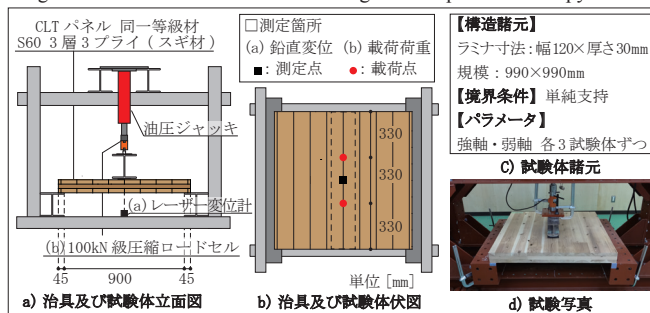 CLT パネル 同一等級材
S60 3 層 3 プライ ( スギ材 )
油圧ジャッキ
(a) レーザー変位計
(b) 100kN 級圧縮ロードセル
45 900 45
a) 治具及び試験体立面図
□測定箇所
(a) 鉛直変位 (b) 載荷荷重
■ : 測定点 ● : 載荷点
330
330
330
単位 [mm]
b) 治具及び試験体伏図
【構造諸元】
ラミナ寸法 : 幅120×厚さ30mm
規模 : 990×990mm
【境界条件】 単純支持
【パラメータ】
強軸・弱軸 各3試験体ずつ
C) 試験体諸元
d) 試験写真